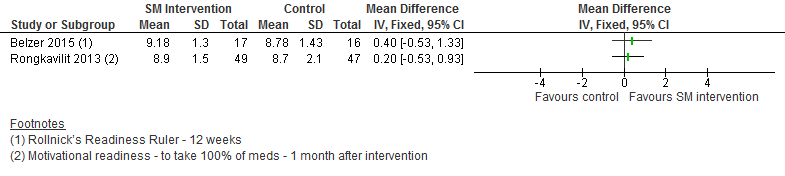 SM Intervention Control Mean Difference Mean Difference
Study or Subgroup Mean SD Total Mean SD Total IV, Fixed, 95% CI IV, Fixed, 95% CI
Belzer 2015 (1) 9.18 1.3 17 8.78 1.43 16 0.40 [-0.53, 1.33]
Rongkavilit 2013 (2) 8.9 1.5 49 8.7 2.1 47 0.20 [-0.53, 0.93]
-4 -2 0 2 4
Favours control Favours SM intervention
Footnotes
(1) Rollnick's Readiness Ruler - 12 weeks
(2) Motivational readiness - to take 100% of meds - 1 month after intervention